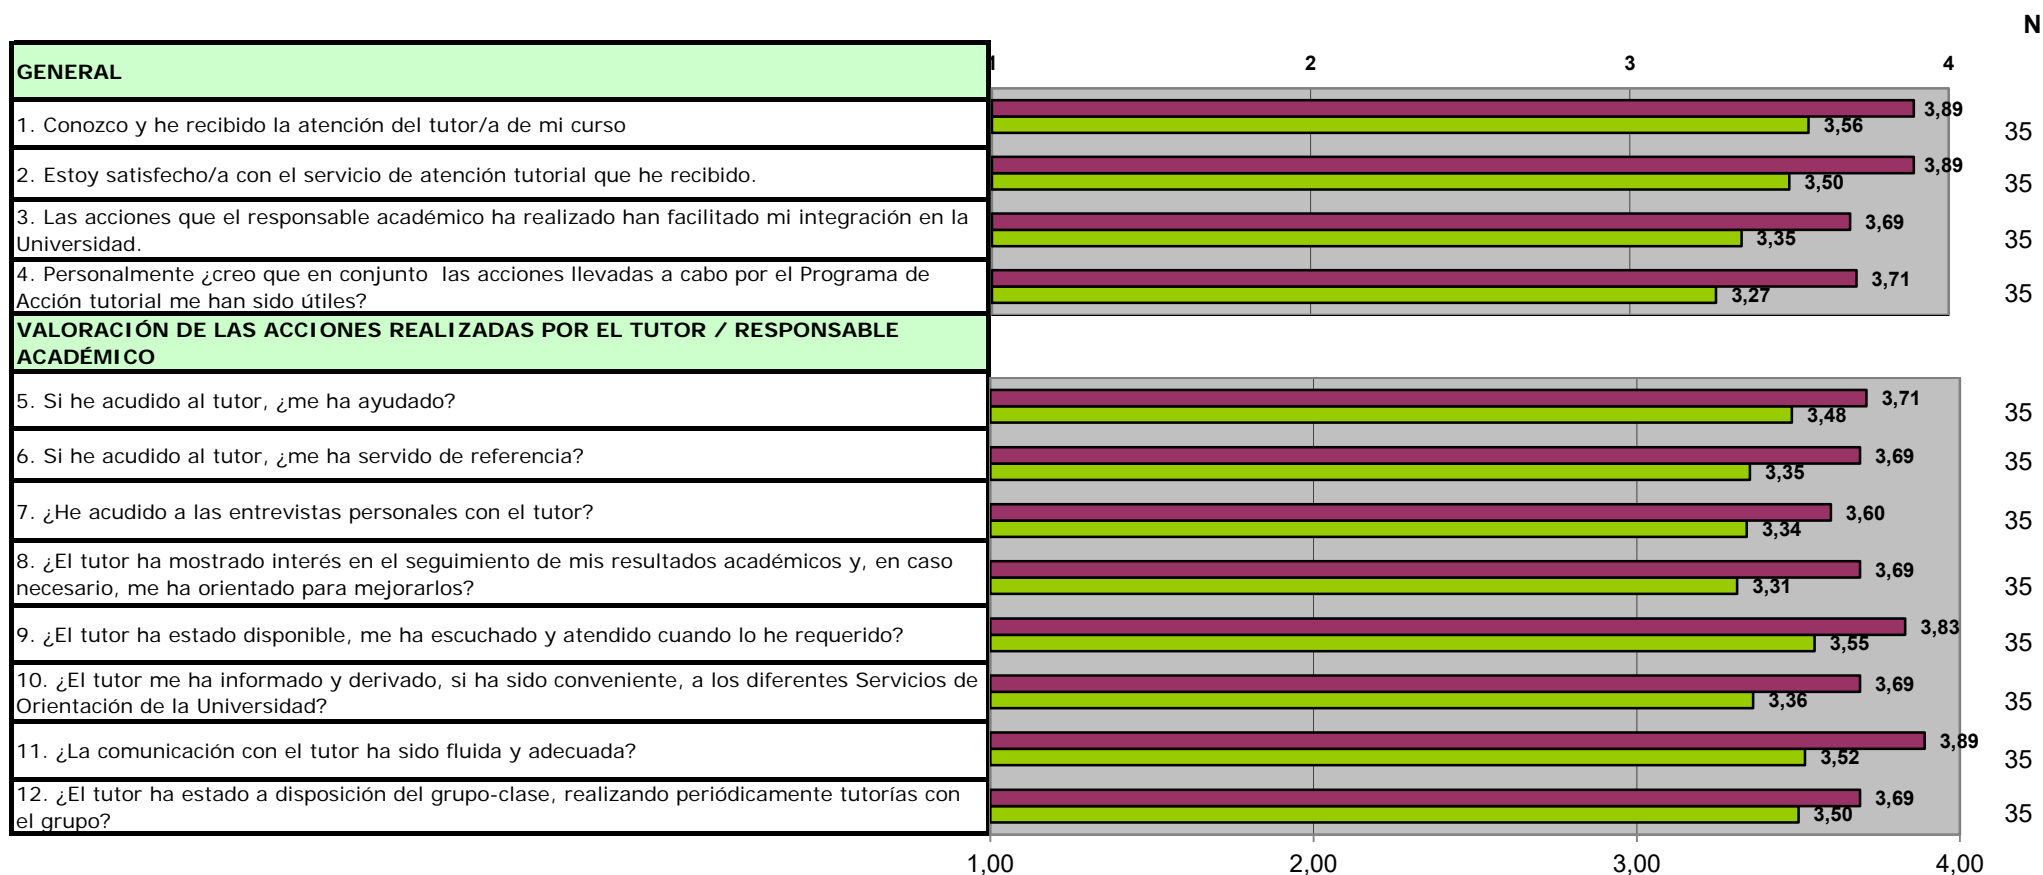 N
GENERAL
1 2 3 4
1. Conozco y he recibido la atención del tutor/a de mi curso
3,89
3,56
35
2. Estoy satisfecho/a con el servicio de atención tutorial que he recibido.
3,89
3,50
35
3. Las acciones que el responsable académico ha realizado han facilitado mi integración en la
Universidad.
3,69
3,35
35
4. Personalmente ¿creo que en conjunto las acciones llevadas a cabo por el Programa de
Acción tutorial me han sido útiles?
3,71
3,27
35
VALORACIÓN DE LAS ACCIONES REALIZADAS POR EL TUTOR / RESPONSABLE
ACADÉMICO
5. Si he acudido al tutor, ¿me ha ayudado?
3,71
3,48
35
6. Si he acudido al tutor, ¿me ha servido de referencia?
3,69
3,35
35
7. ¿He acudido a las entrevistas personales con el tutor?
3,60
3,34
35
8. ¿El tutor ha mostrado interés en el seguimiento de mis resultados académicos y, en caso
necesario, me ha orientado para mejorarlos?
3,69
3,31
35
9. ¿El tutor ha estado disponible, me ha escuchado y atendido cuando lo he requerido?
3,83
3,55
35
10. ¿El tutor me ha informado y derivado, si ha sido conveniente, a los diferentes Servicios de
Orientación de la Universidad?
3,69
3,36
35
11. ¿La comunicación con el tutor ha sido fluida y adecuada?
3,89
3,52
35
12. ¿El tutor ha estado a disposición del grupo-clase, realizando periódicamente tutorías con
el grupo?
3,69
3,50
35
1,00 2,00 3,00 4,00